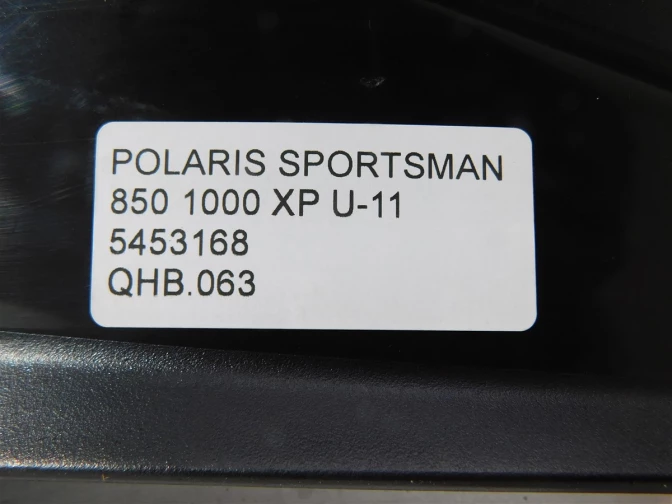 POLARIS SPORTSMAN
850 1000 XP U-11
5453168
QHB.063